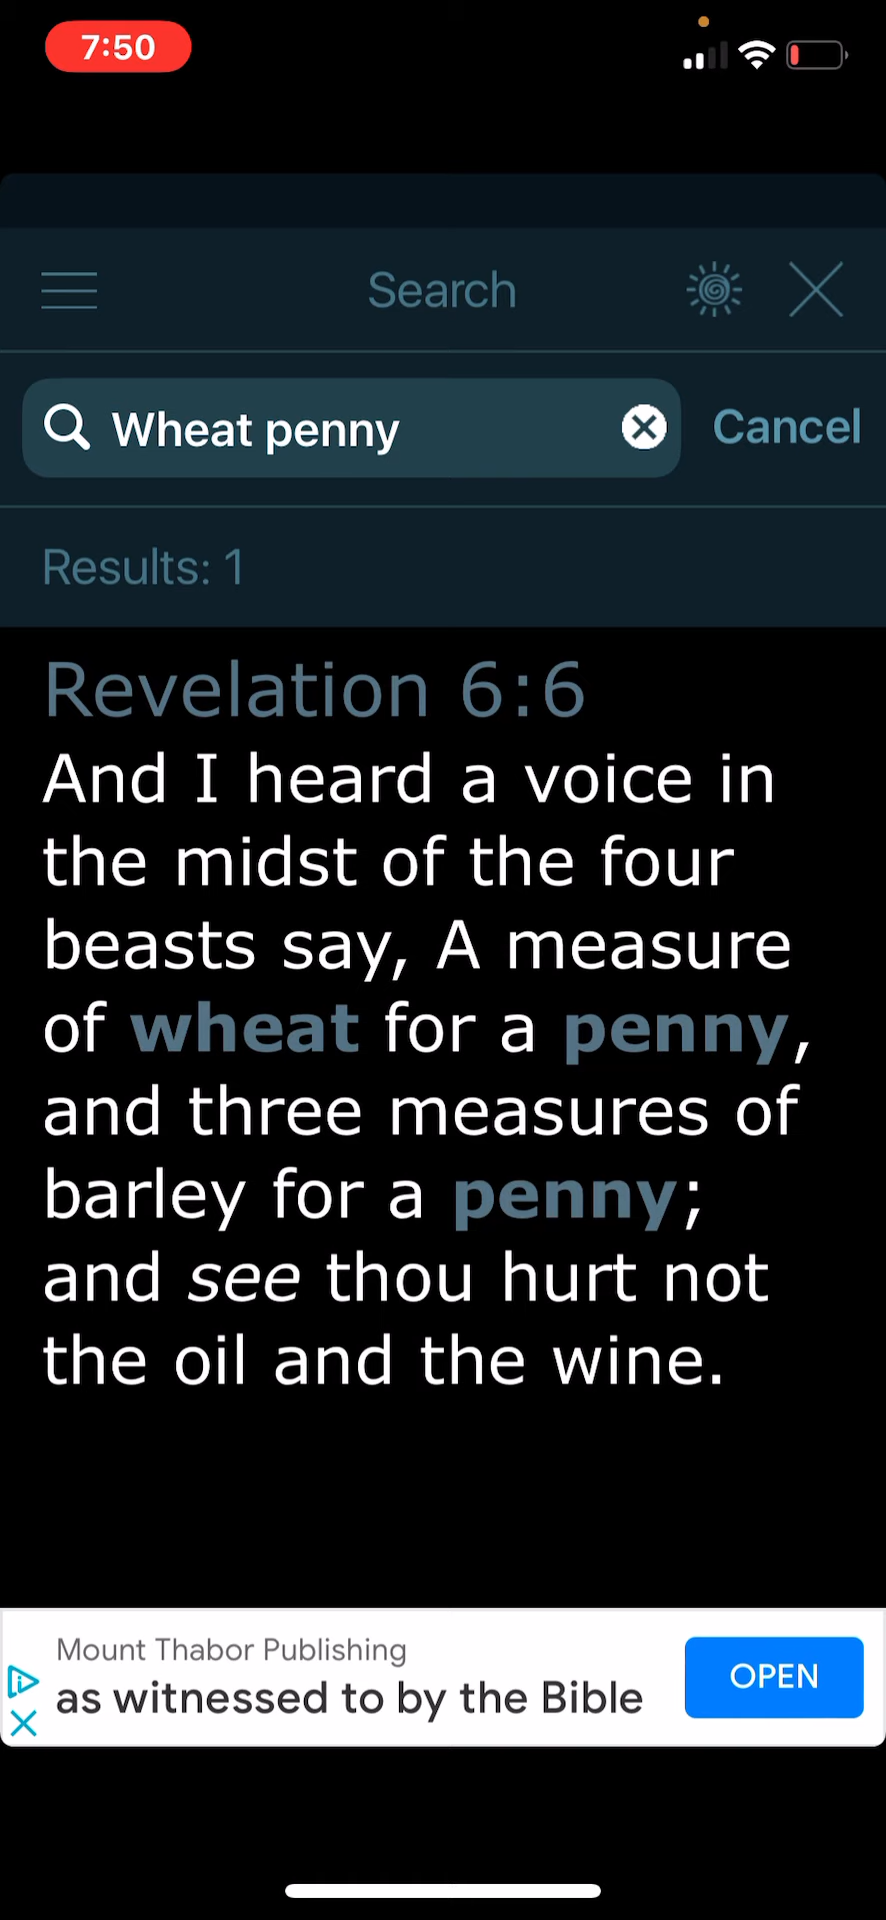 7:50
Search
Wheat penny
Cancel
Results: 1
Revelation 6:6
And I heard a voice in
the midst of the four
beasts say, A measure
of wheat for a penny,
and three measures of
barley for a penny;
and see thou hurt not
the oil and the wine.
Mount Thabor Publishing
as witnessed to by the Bible
OPEN